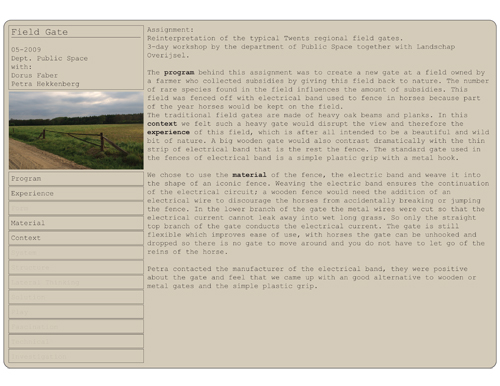 Field Gate
05-2009
Dept. Public Space
with:
Dorus Faber
Petra Hekkenberg
Program
Experience
Material
Context
Assignment:
Reinterpretation of the typical Twents regional field gates.
3-day workshop by the department of Public Space together with Landschap
Overijsel.
The program behind this assignment was to create a new gate at a field owned by
a farmer who collected subsidies by giving this field back to nature. The number
of rare species found in the field influences the amount of subsidies. This
field was fenced off with electrical band used to fence in horses because part
of the year horses would be kept on the field.
The traditional field gates are made of heavy oak beams and planks. In this
context we felt such a heavy gate would disrupt the view and therefore the
experience of this field, which is after all intended to be a beautiful and wild
bit of nature. A big wooden gate would also contrast dramatically with the thin
strip of electrical band that is the rest the fence. The standard gate used in
the fences of electrical band is a simple plastic grip with a metal hook.
We chose to use the material of the fence, the electric band and weave it into
the shape of an iconic fence. Weaving the electric band ensures the continuation
of the electrical circuit; a wooden fence would need the addition of an
electrical wire to discourage the horses from accidentally breaking or jumping
the fence. In the lower branch of the gate the metal wires were cut so that the
electrical current cannot leak away into wet long grass. So only the straight
top branch of the gate conducts the electrical current. The gate is still
flexible which improves ease of use, with horses the gate can be unhooked and
dropped so there is no gate to move around and you do not have to let go of the
reins of the horse.
Petra contacted the manufacturer of the electrical band, they were positive
about the gate and feel that we came up with an good alternative to wooden or
metal gates and the simple plastic grip.